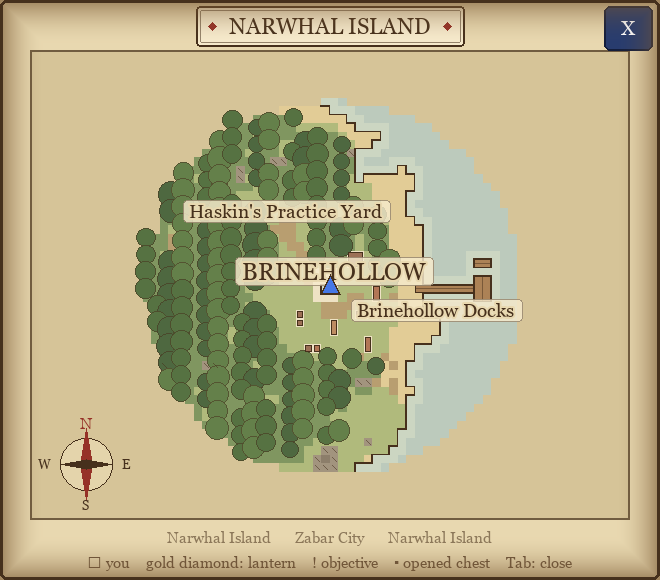 NARWHAL ISLAND
X
Haskin's Practice Yard
BRINEHOLLOW
Brinehollow Docks
N
W E
S
Narwhal Island Zabar City Narwhal Island
☐ you gold diamond: lantern ! objective ▪ opened chest Tab: close